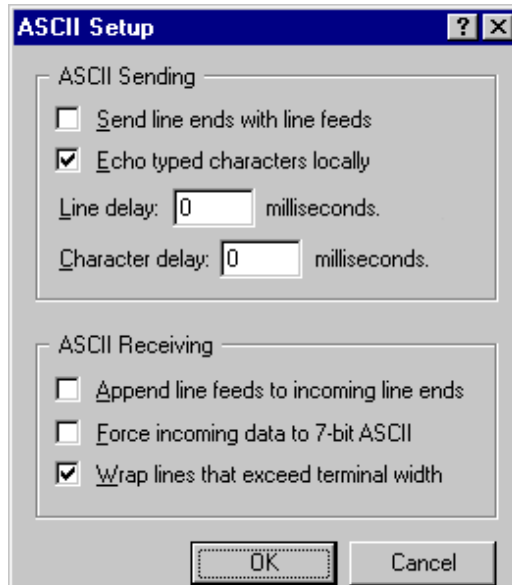 ASCII Setup
ASCII Sending
Send line ends with line feeds
Echo typed characters locally
Line delay: 0 milliseconds.
Character delay: 0 milliseconds.
ASCII Receiving
Append line feeds to incoming line ends
Force incoming data to 7-bit ASCII
Wrap lines that exceed terminal width
OK Cancel